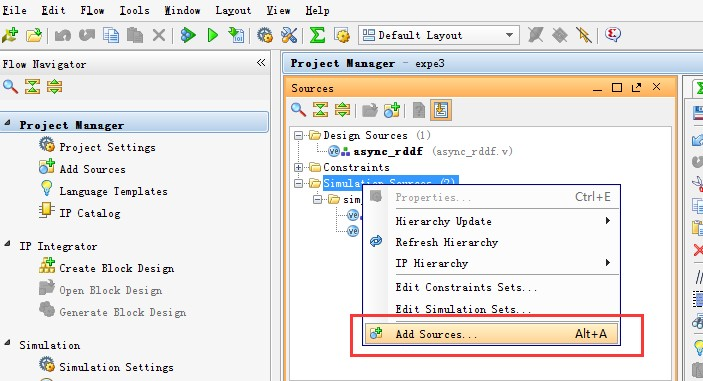 File Edit Flow Tools Window Layout View Help
Default Layout
Flow Navigator
Project Manager
Project Settings
Add Sources
Language Templates
IP Catalog
IP Integrator
Create Block Design
Open Block Design
Generate Block Design
Simulation
Simulation Settings
Project Manager - expe3
Sources
Design Sources (1)
async_rddf (async_rddf.v)
Constraints
Simulation Sources (2)
sim
Properties... Ctrl+E
Hierarchy Update
Refresh Hierarchy
IP Hierarchy
Edit Constraints Sets...
Edit Simulation Sets...
Add Sources... Alt+A